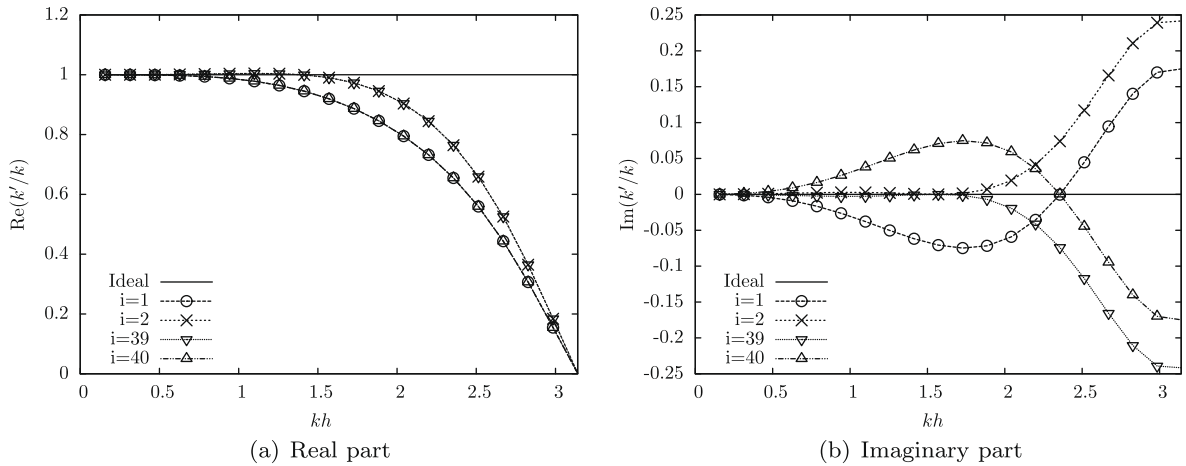 1.2
1
0.8
0.6
0.4
0.2
0
Re(k′/k)
Ideal
i=1
i=2
i=39
i=40
0 0.5 1 1.5 2 2.5 3
kh
(a) Real part
0.25
0.2
0.15
0.1
0.05
0
-0.05
-0.1
-0.15
-0.2
-0.25
Im(k′/k)
Ideal
i=1
i=2
i=39
i=40
0 0.5 1 1.5 2 2.5 3
kh
(b) Imaginary part